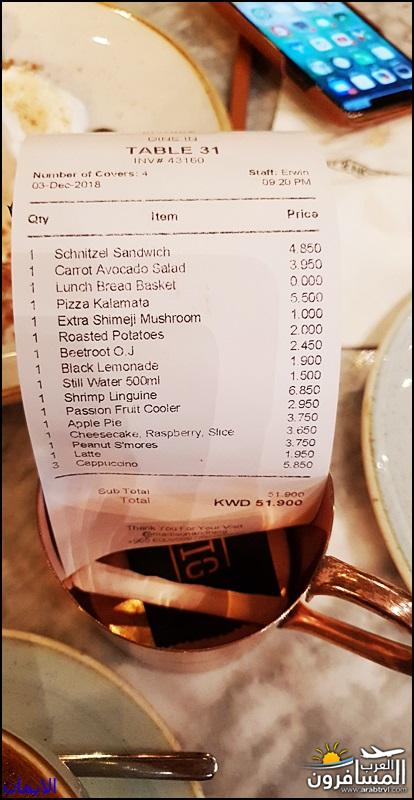 DINE IN
TABLE 31
INV# 43160
Number of Covers: 4 Staff: Erwin
03-Dec-2018 09:20 PM
Qty Item Price
1 Schnitzel Sandwich 4.850
1 Carrot Avocado Salad 3.950
1 Lunch Bread Basket 0.000
1 Pizza Kalamata 5.500
1 Extra Shimeji Mushroom 1.000
1 Roasted Potatoes 2.000
1 Beetroot O.J 2.450
1 Black Lemonade 1.900
1 Still Water 500ml 1.500
1 Shrimp Linguine 6.850
1 Passion Fruit Cooler 2.950
1 Apple Pie 3.750
1 Cheesecake, Raspberry, Slice 3.650
1 Peanut S'mores 3.750
1 Latte 1.950
3 Cappuccino 5.850
Sub Total 51.900
Total KWD 51.900
Thank You For Your Visit
العرب
المسافرون
www.arabtrvl.com